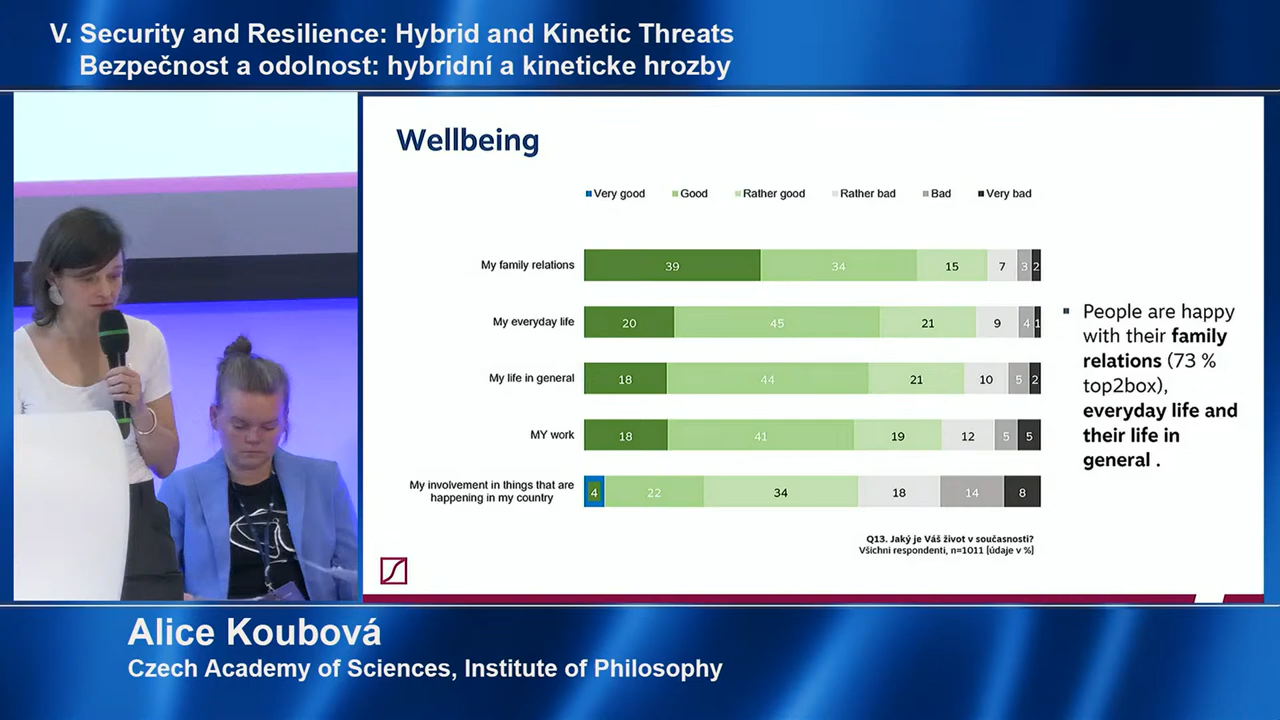 V. Security and Resilience: Hybrid and Kinetic Threats
Bezpečnost a odolnost: hybridní a kineticke hrozby
Wellbeing
Very good Good Rather good Rather bad Bad Very bad
My family relations 39 34 15 7 3 2
My everyday life 20 45 21 9 4 1
My life in general 18 44 21 10 5 2
MY work 18 41 19 12 5 5
My involvement in things that are
happening in my country 4 22 34 18 14 8
People are happy
with their family
relations (73 %
top2box),
everyday life and
their life in
general .
Q13. Jaký je Váš život v současnosti?
Všichni respondenti, n=1011 [údaje v %]
Alice Koubová
Czech Academy of Sciences, Institute of Philosophy